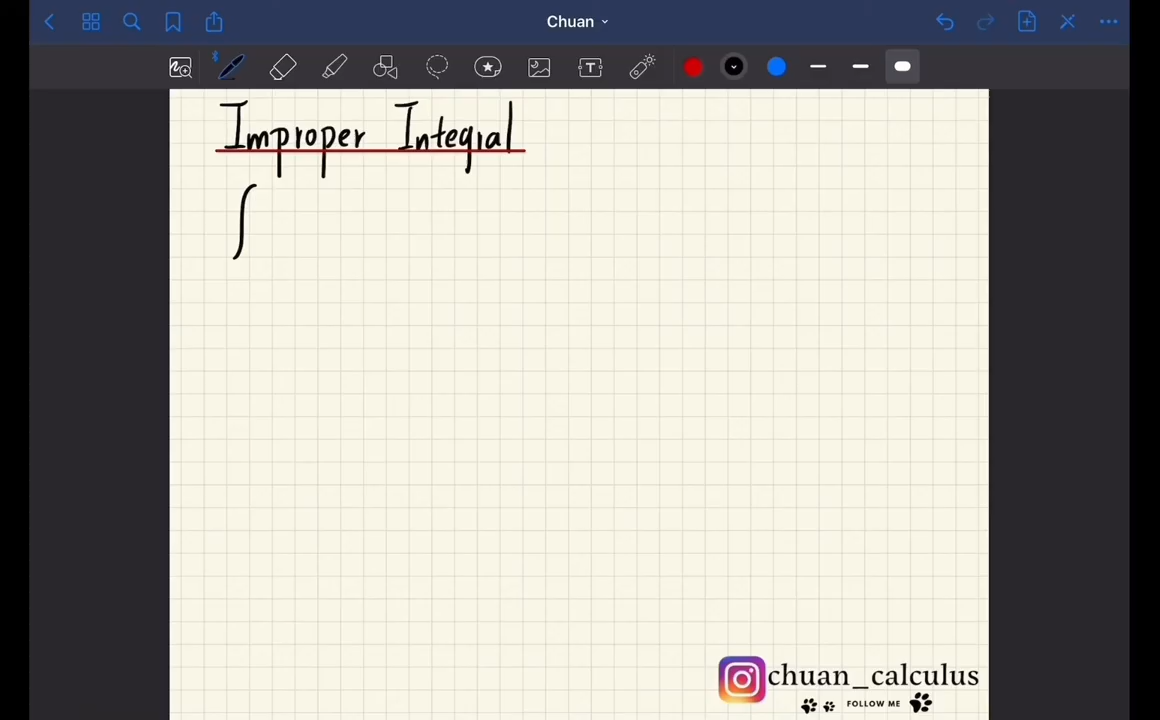 Chuan
Improper Integral
∫
chuan_calculus
FOLLOW ME